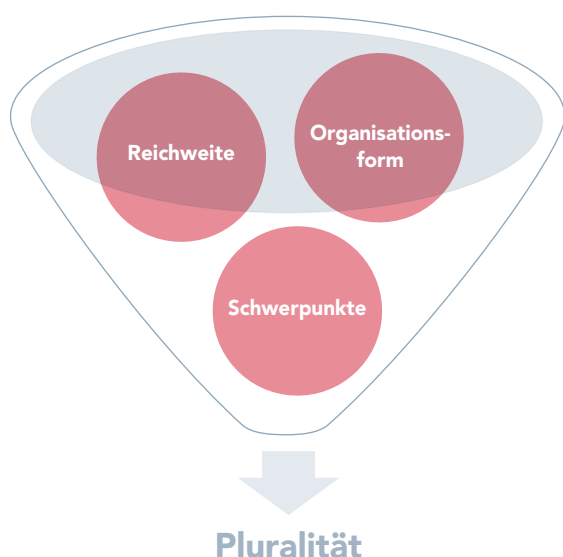 Reichweite
Organisations-
form
Schwerpunkte
Pluralität